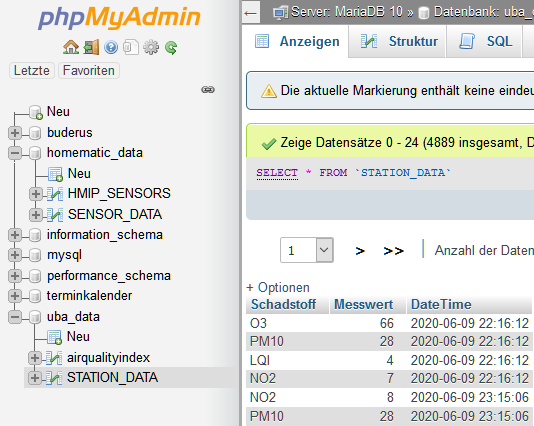 phpMyAdmin
Letzte Favoriten
Neu
buderus
homematic_data
Neu
HMIP_SENSORS
SENSOR_DATA
information_schema
mysql
performance_schema
terminkalender
uba_data
Neu
airqualityindex
STATION_DATA
Server: MariaDB 10 » Datenbank: uba_
Anzeigen Struktur SQL
Die aktuelle Markierung enthält keine eindeu
Zeige Datensätze 0 - 24 (4889 insgesamt, D
SELECT * FROM `STATION_DATA`
1 > >> Anzahl der Daten
+ Optionen
Schadstoff Messwert DateTime
O3 66 2020-06-09 22:16:12
PM10 28 2020-06-09 22:16:12
LQI 4 2020-06-09 22:16:12
NO2 7 2020-06-09 22:16:12
NO2 8 2020-06-09 23:15:06
PM10 28 2020-06-09 23:15:06